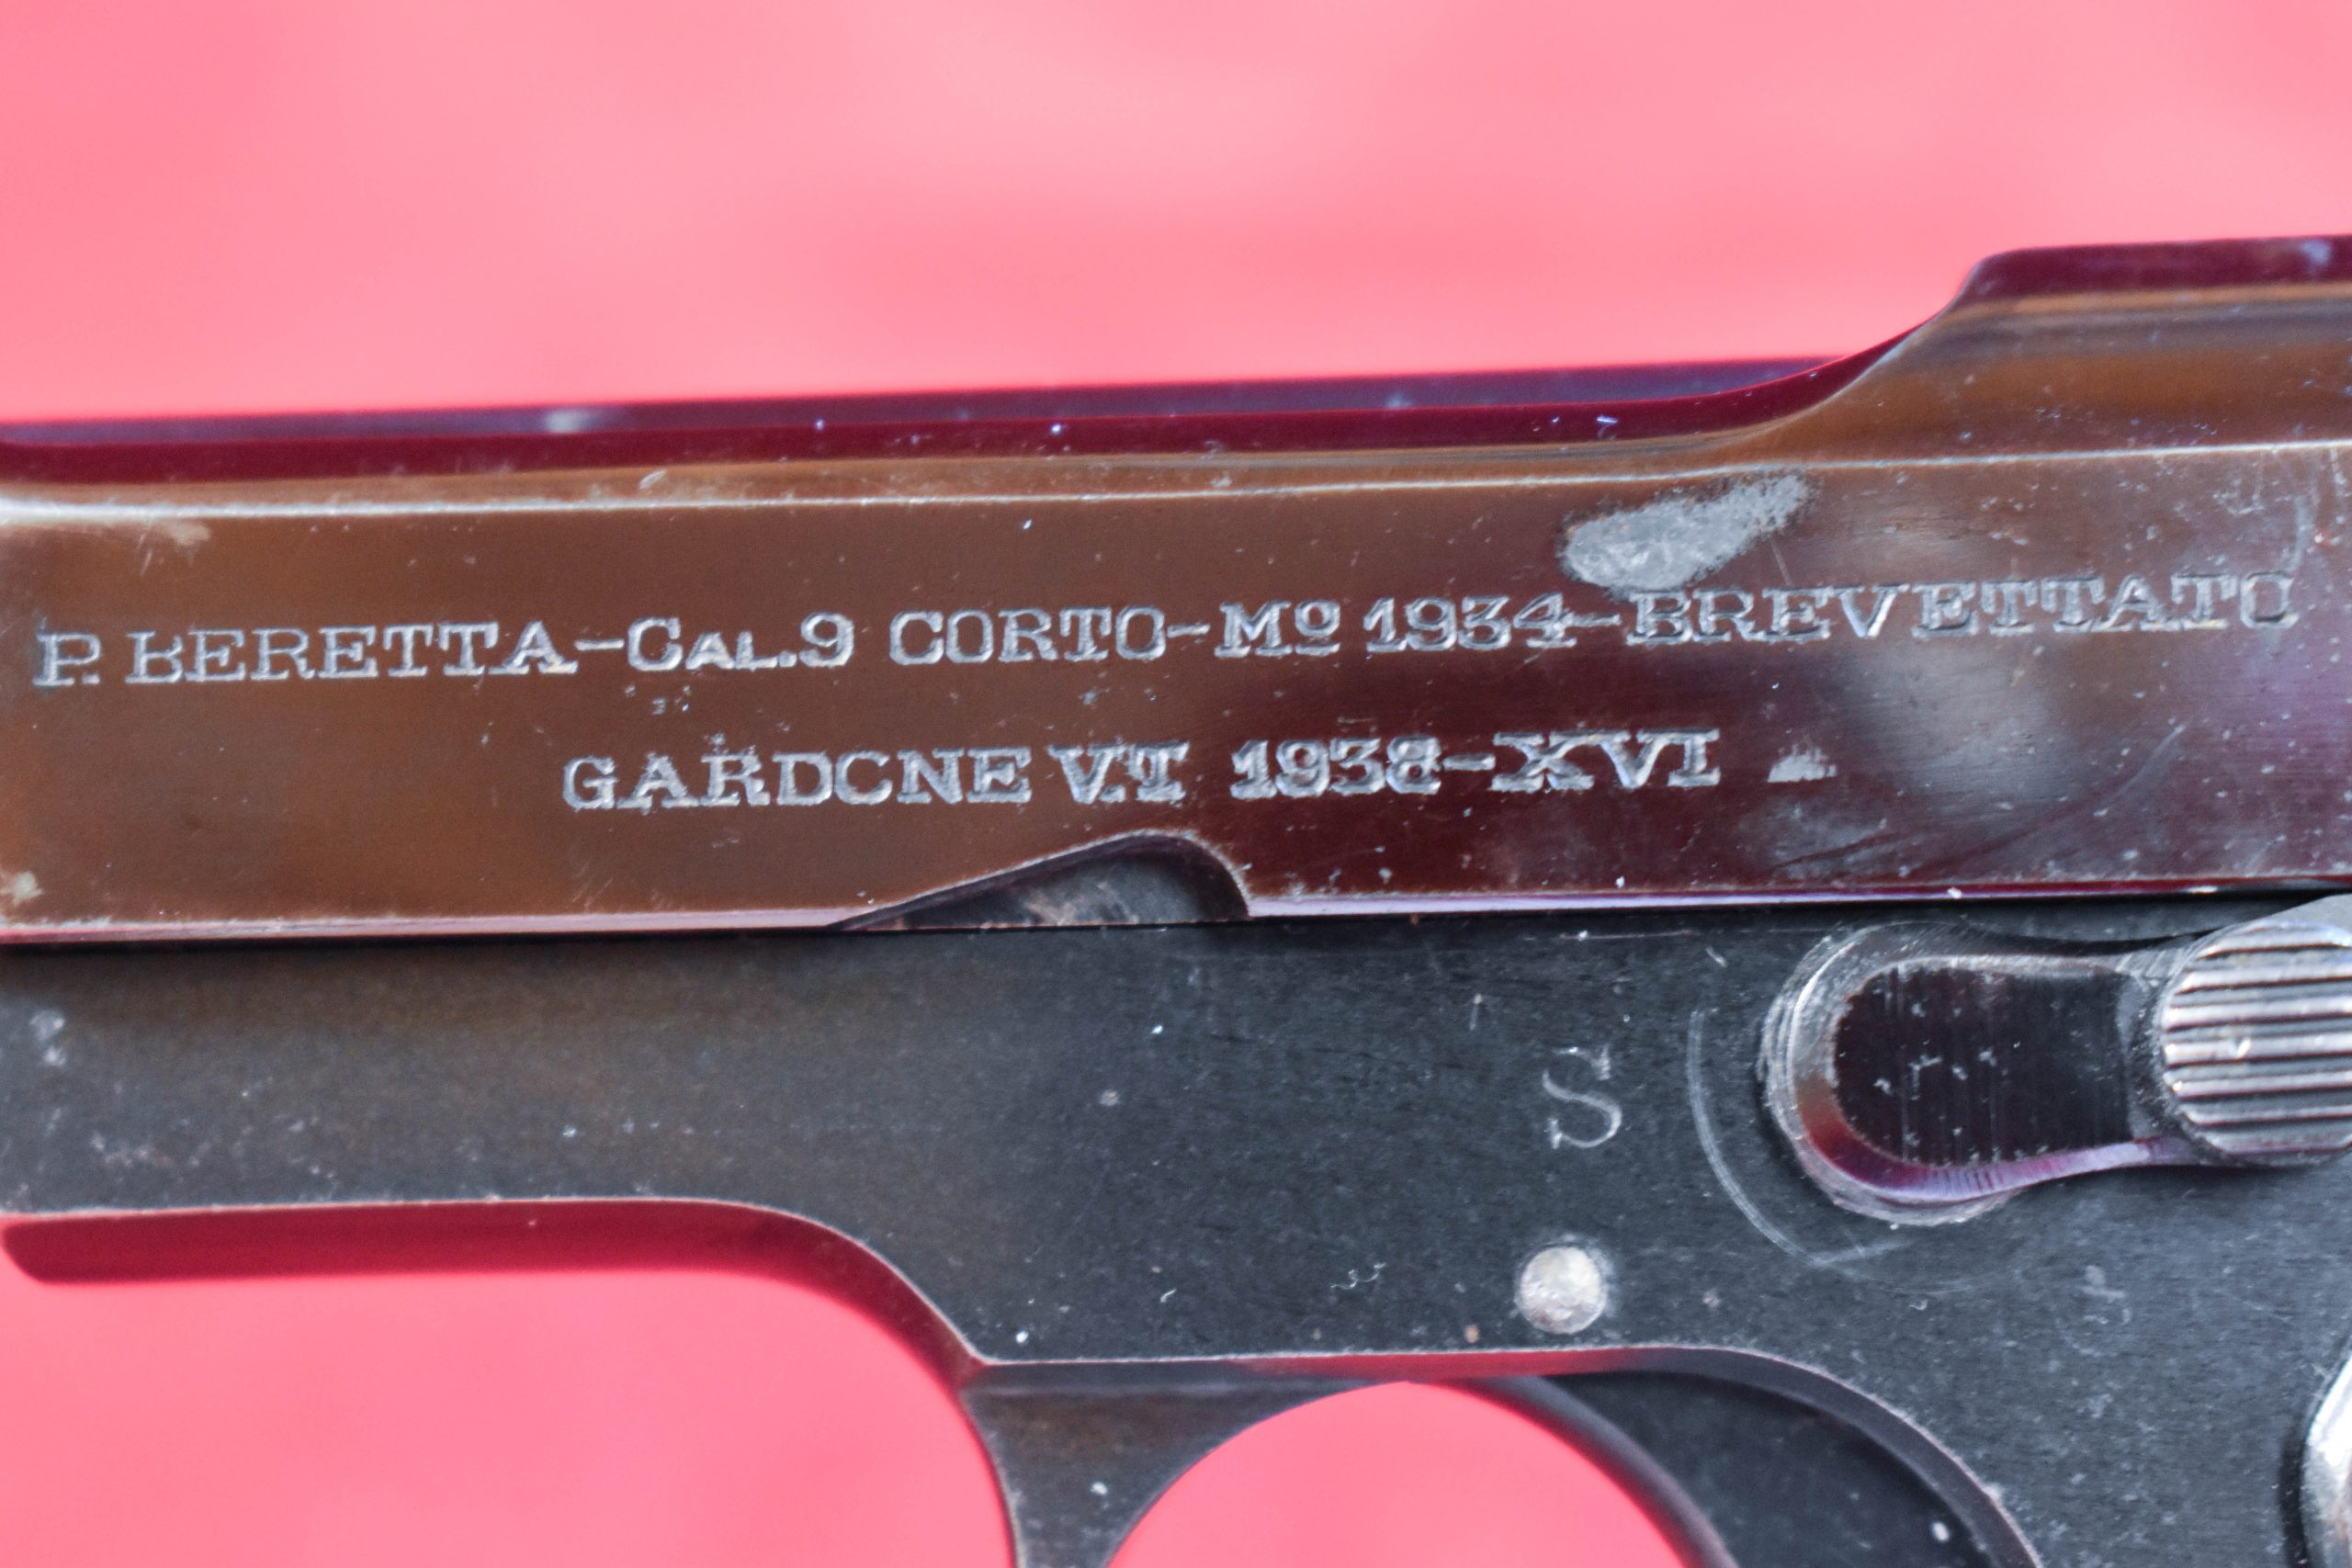 P. BERETTA-CAL.9 CORTO-Mº 1934-BREVETTATO
GARDONE V.T 1938-XVI
S